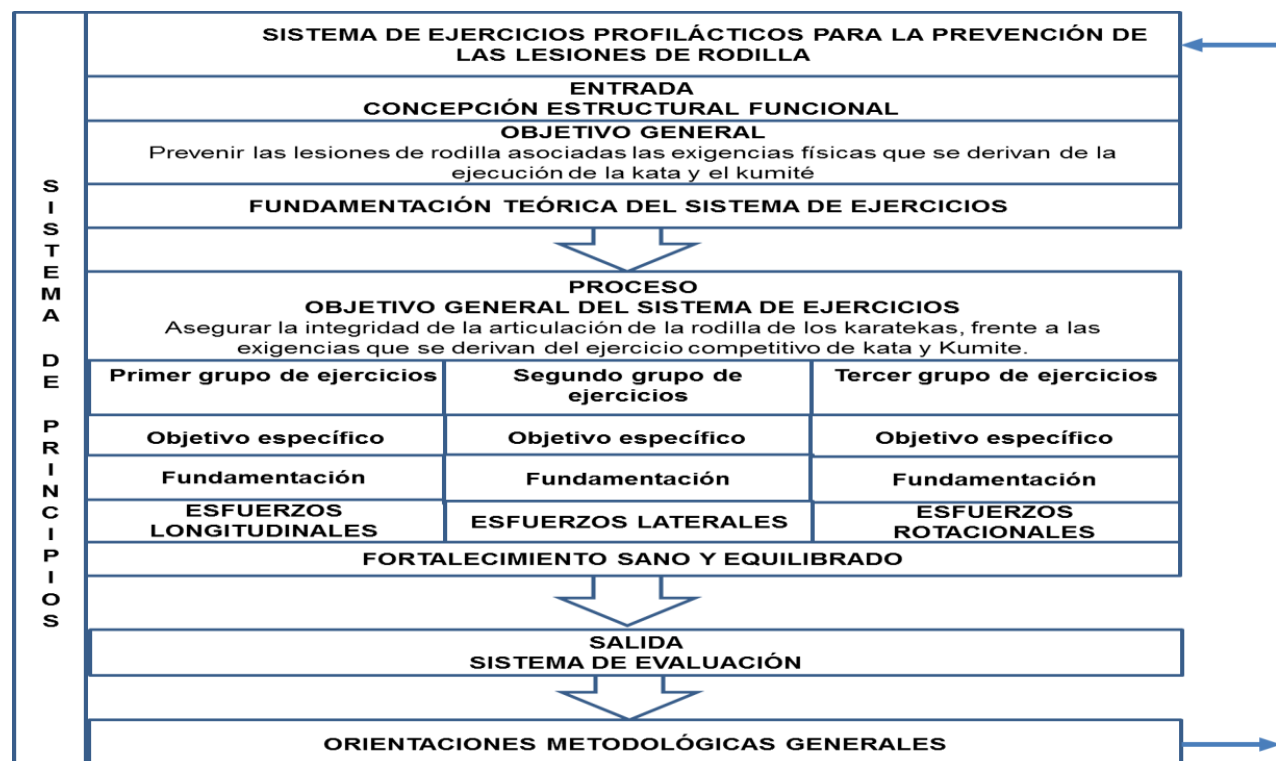 SISTEMA DE PRINCIPIOS
SISTEMA DE EJERCICIOS PROFILÁCTICOS PARA LA PREVENCIÓN DE
LAS LESIONES DE RODILLA
ENTRADA
CONCEPCIÓN ESTRUCTURAL FUNCIONAL
OBJETIVO GENERAL
Prevenir las lesiones de rodilla asociadas las exigencias físicas que se derivan de la
ejecución de la kata y el kumité
FUNDAMENTACIÓN TEÓRICA DEL SISTEMA DE EJERCICIOS
PROCESO
OBJETIVO GENERAL DEL SISTEMA DE EJERCICIOS
Asegurar la integridad de la articulación de la rodilla de los karatekas, frente a las
exigencias que se derivan del ejercicio competitivo de kata y Kumite.
Primer grupo de ejercicios
Segundo grupo de
ejercicios
Tercer grupo de ejercicios
Objetivo específico
Objetivo específico
Objetivo específico
Fundamentación
Fundamentación
Fundamentación
ESFUERZOS
LONGITUDINALES
ESFUERZOS LATERALES
ESFUERZOS
ROTACIONALES
FORTALECIMIENTO SANO Y EQUILIBRADO
SALIDA
SISTEMA DE EVALUACIÓN
ORIENTACIONES METODOLÓGICAS GENERALES